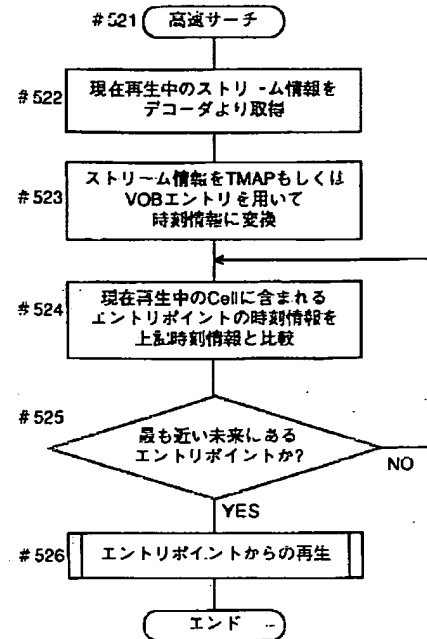 #521 高速サーチ
#522
現在再生中のストリーム情報を
デコーダより取得
#523
ストリーム情報をTMAPもしくは
VOBエントリを用いて
時刻情報に変換
#524
現在再生中のCellに含まれる
エントリポイントの時刻情報を
上記時刻情報と比較
#525
最も近い未来にある
エントリポイントか?
NO
YES
#526 エントリポイントからの再生
エンド